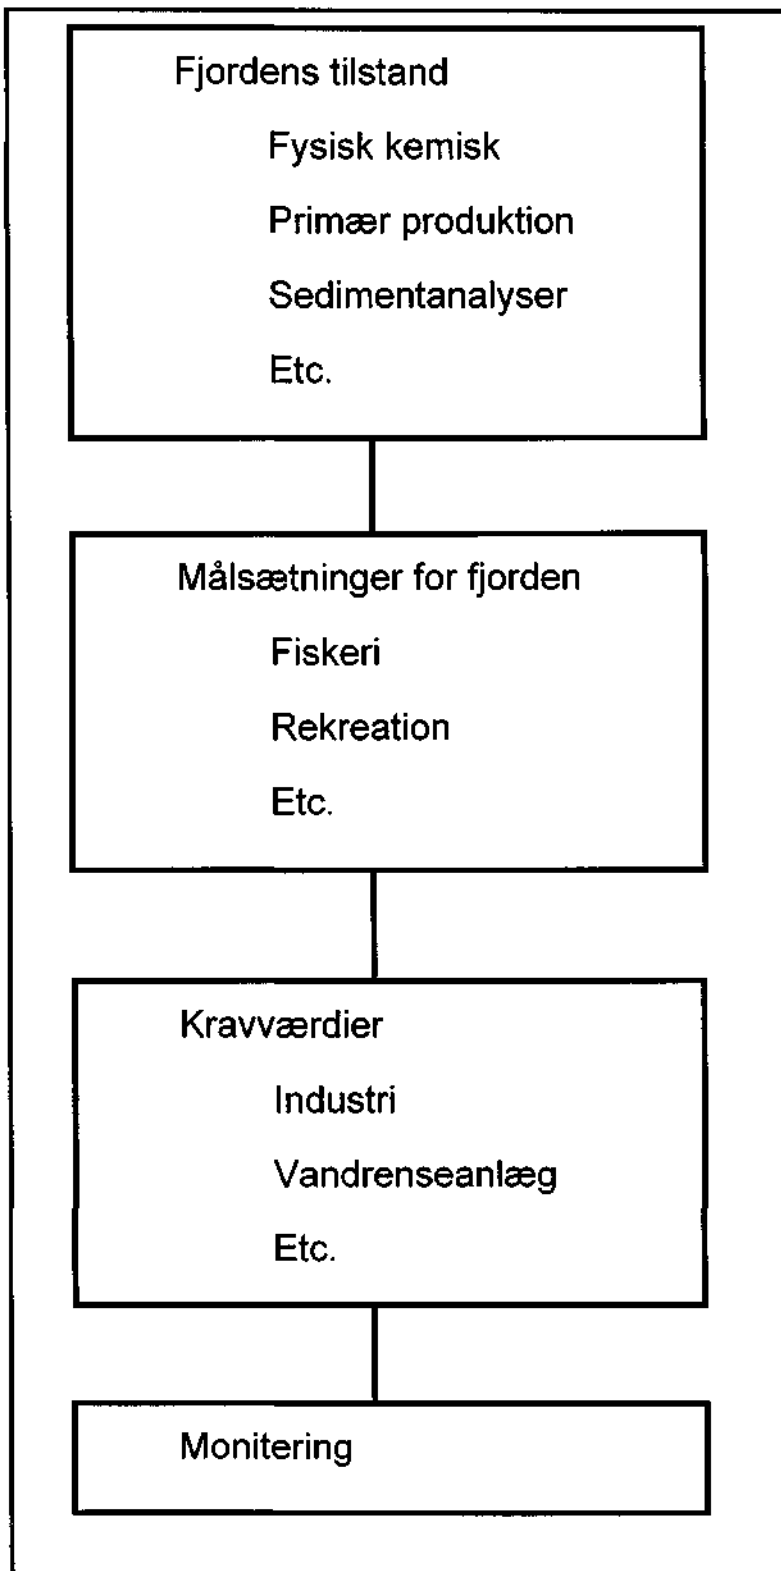 Fjordens tilstand
Fysisk kemisk
Primær produktion
Sedimentanalyser
Etc.
Målsætninger for fjorden
Fiskeri
Rekreation
Etc.
Kravværdier
Industri
Vandrenseanlæg
Etc.
Monitering